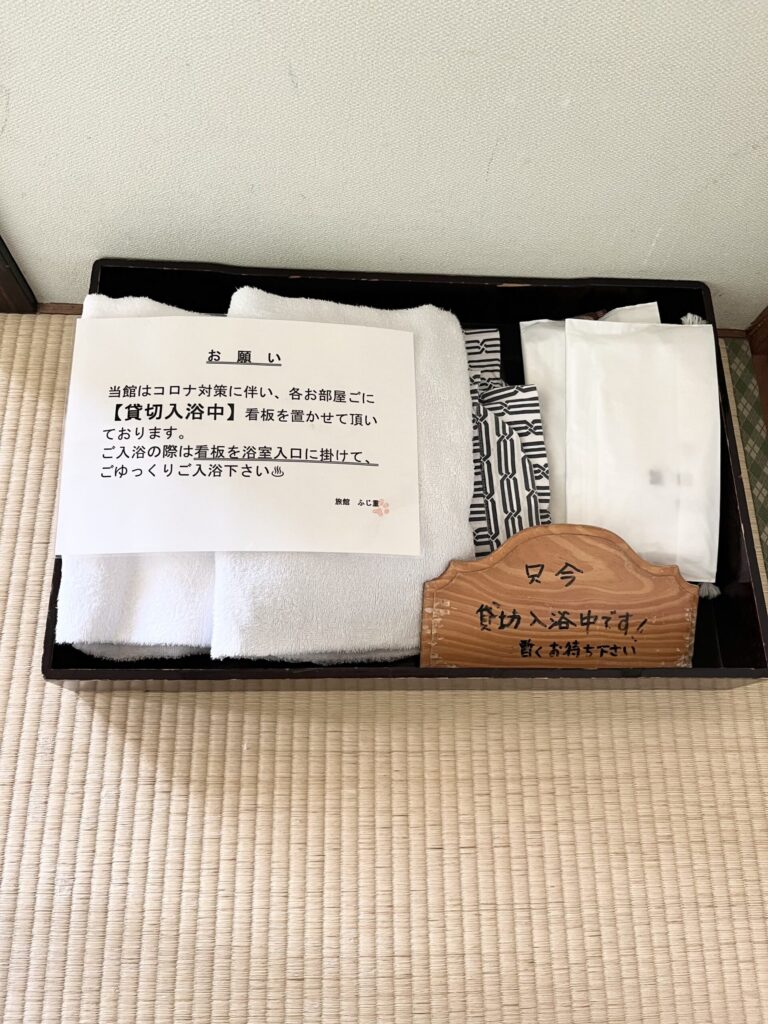 お 願 い
当館はコロナ対策に伴い、各お部屋ごに
【貸切入浴中】看板を置かせて頂い
ております。
ご入浴の際は看板を浴室入口に掛けて、
ごゆっくりご入浴下さい♨
旅館 ふじ重
只今
貸切入浴中です!
暫くお待ち下さい